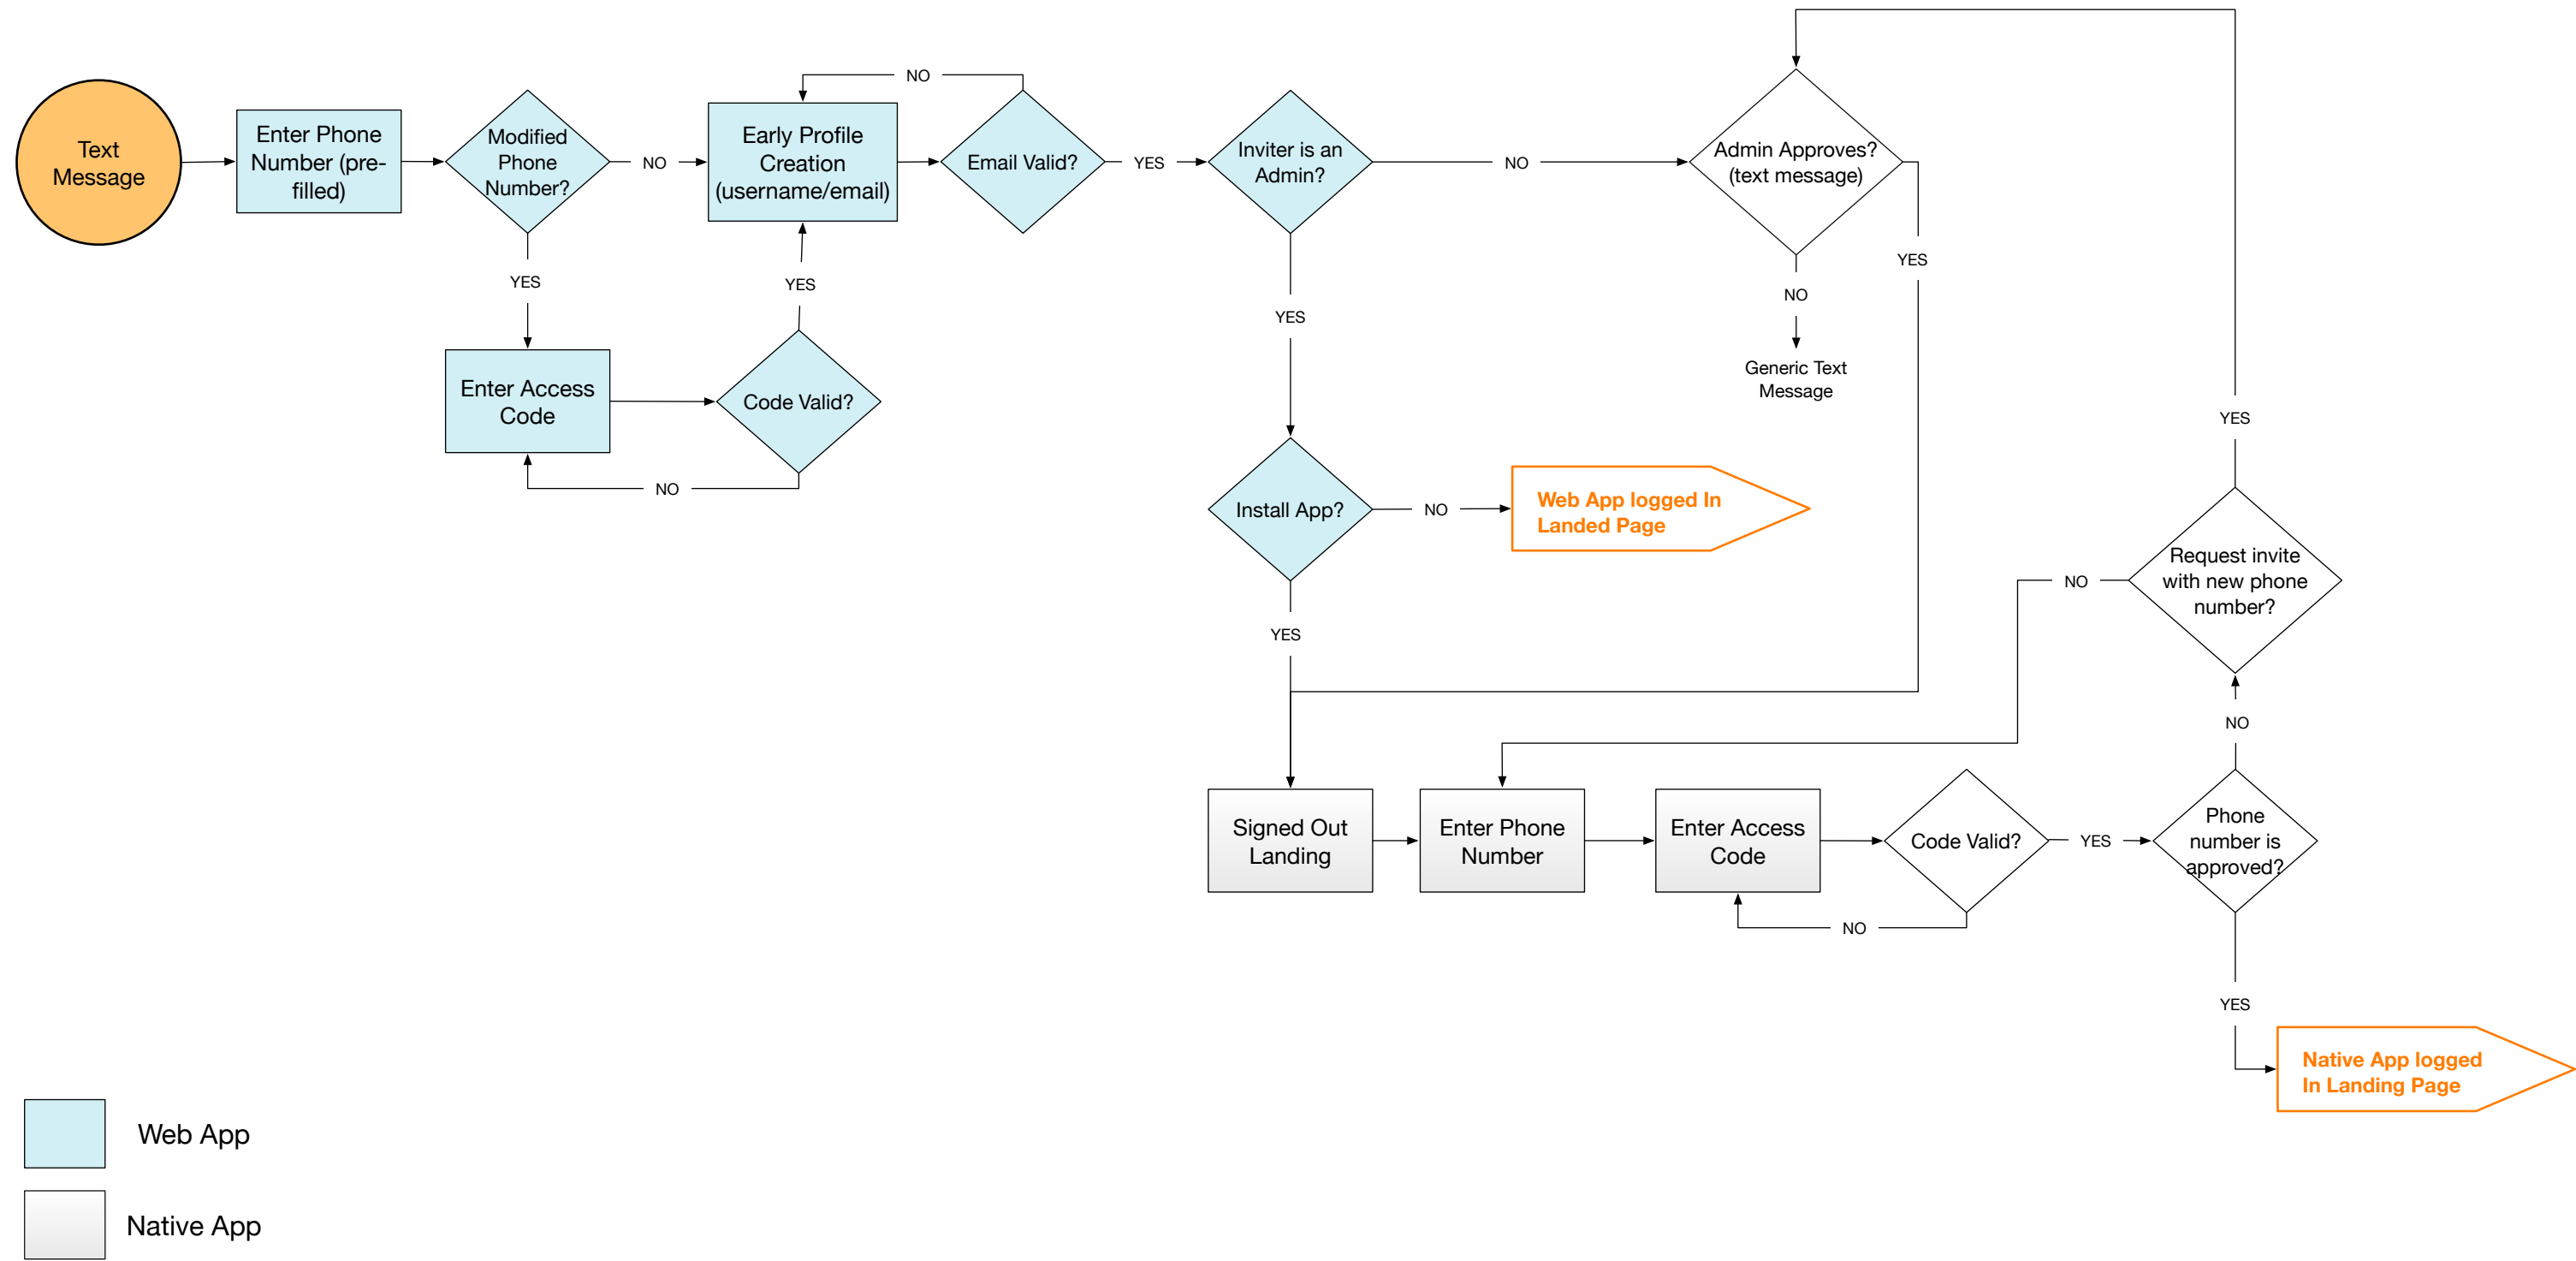 Text
Message
Enter Phone
Number (pre-
filled)
Modified
Phone
Number?
NO
YES
Early Profile
Creation
(username/email)
NO
Email Valid?
YES
Enter Access
Code
Code Valid?
YES
NO
Inviter is an
Admin?
NO
YES
Admin Approves?
(text message)
YES
NO
Generic Text
Message
Install App?
NO
Web App logged In
Landed Page
YES
YES
Request invite
with new phone
number?
NO
NO
Signed Out
Landing
Enter Phone
Number
Enter Access
Code
Code Valid?
YES
NO
Phone
number is
approved?
YES
Native App logged
In Landing Page
Web App
Native App